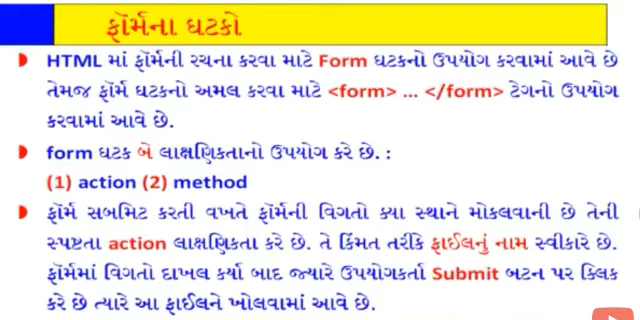 ફૉર્મના ઘટકો
HTML માં ફૉર્મની રચના કરવા માટે Form ઘટકનો ઉપયોગ કરવામાં આવે છે
તેમજ ફૉર્મ ઘટકનો અમલ કરવા માટે <form> ... </form> ટેગનો ઉપયોગ
કરવામાં આવે છે.
form ઘટક બે લાક્ષણિકતાનો ઉપયોગ કરે છે. :
(1) action (2) method
ફૉર્મ સબમિટ કરતી વખતે ફૉર્મની વિગતો ક્યા સ્થાને મોકલવાની છે તેની
સ્પષ્ટતા action લાક્ષણિકતા કરે છે. તે કિંમત તરીકે ફાઈલનું નામ સ્વીકારે છે.
ફૉર્મમાં વિગતો દાખલ કર્યા બાદ જ્યારે ઉપયોગકર્તા Submit બટન પર ક્લિક
કરે છે ત્યારે આ ફાઈલને ખોલવામાં આવે છે.